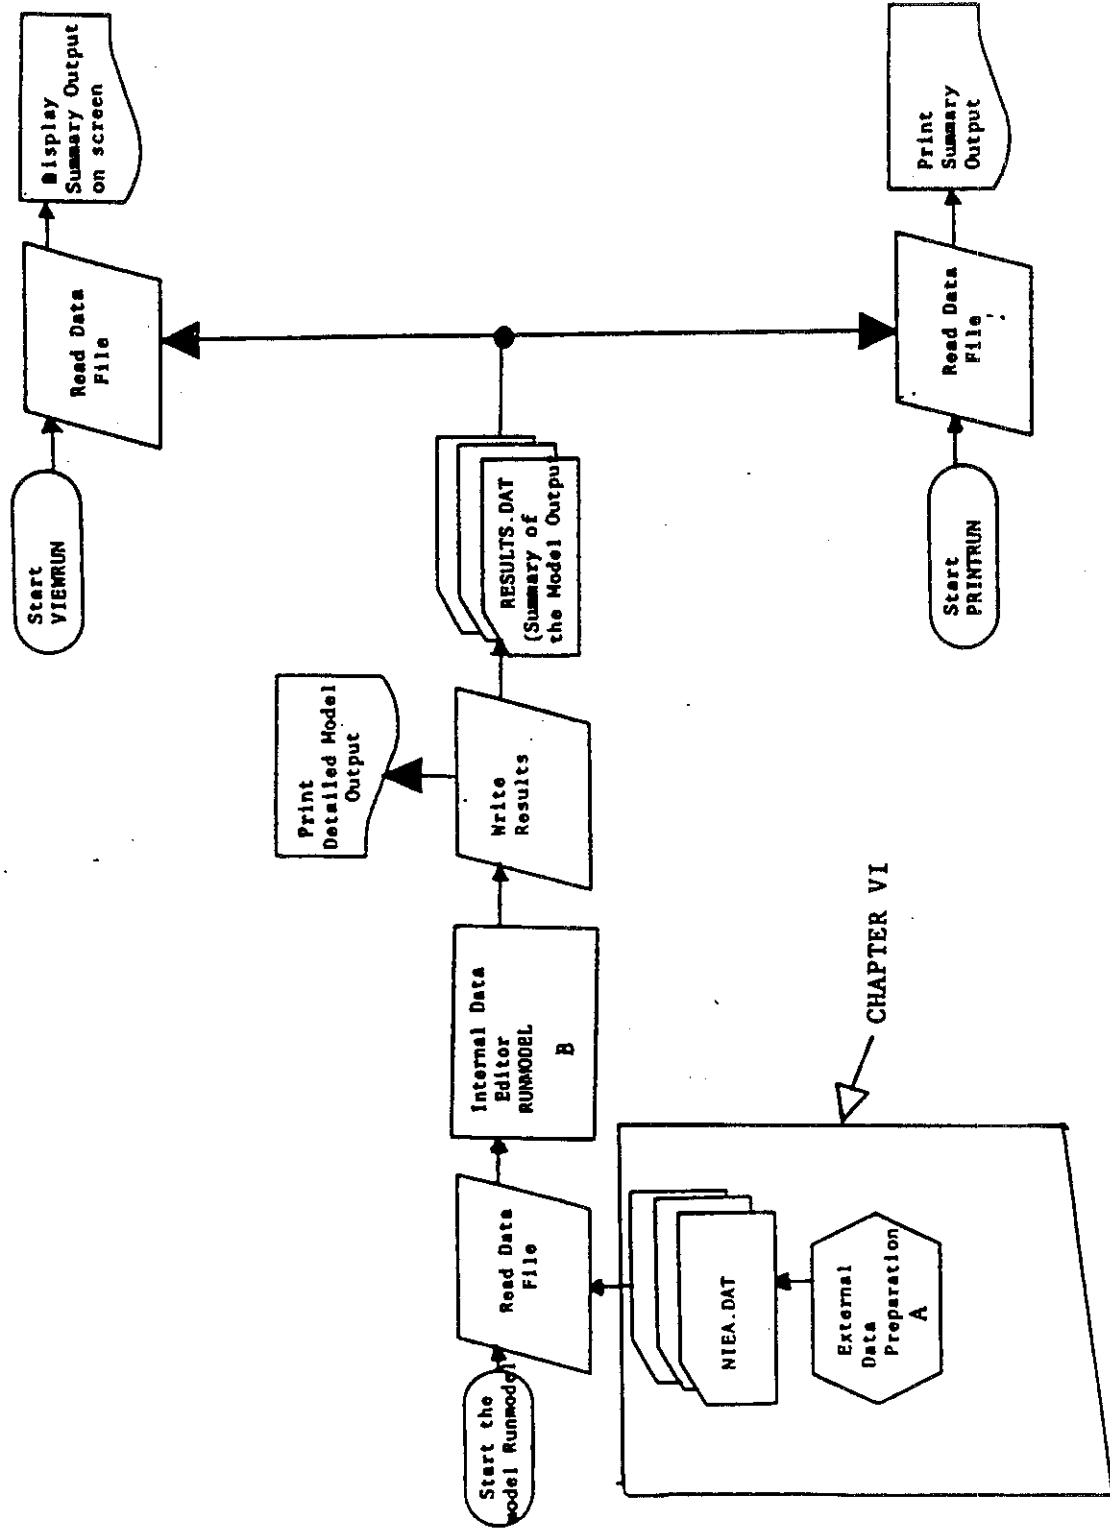 Start
VIEWRUN
Read Data
File
Display
Summary Output
on screen
Print
Detailed Model
Output
Start the
model Runmodel
Read Data
File
Internal Data
Editor
RUNMODEL
B
Write
Results
RESULTS.DAT
(Summary of
the Model Output
NIEA.DAT
External
Data
Preparation
A
CHAPTER VI
Start
PRINTRUN
Read Data
File
Print
Summary
Output